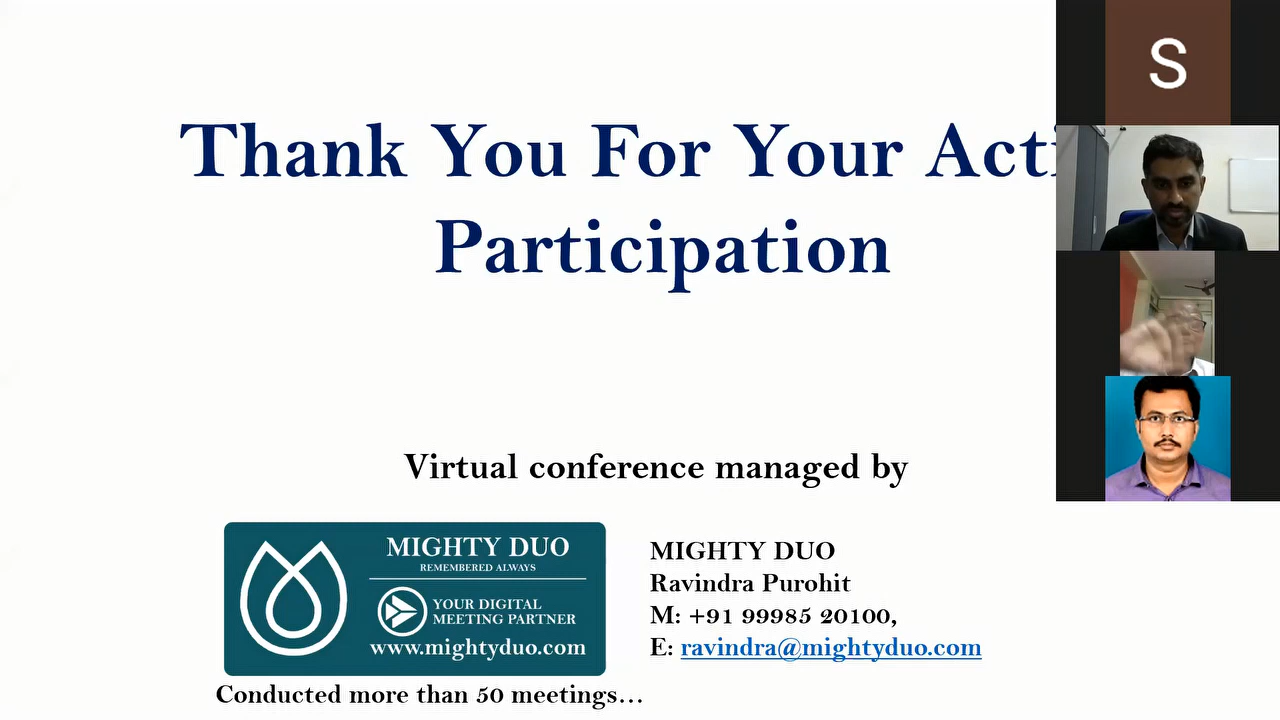 Thank You For Your Acti
Participation
S
Virtual conference managed by
MIGHTY DUO
REMEMBERED ALWAYS
YOUR DIGITAL
MEETING PARTNER
www.mightyduo.com
MIGHTY DUO
Ravindra Purohit
M: +91 99985 20100,
E: ravindra@mightyduo.com
Conducted more than 50 meetings...